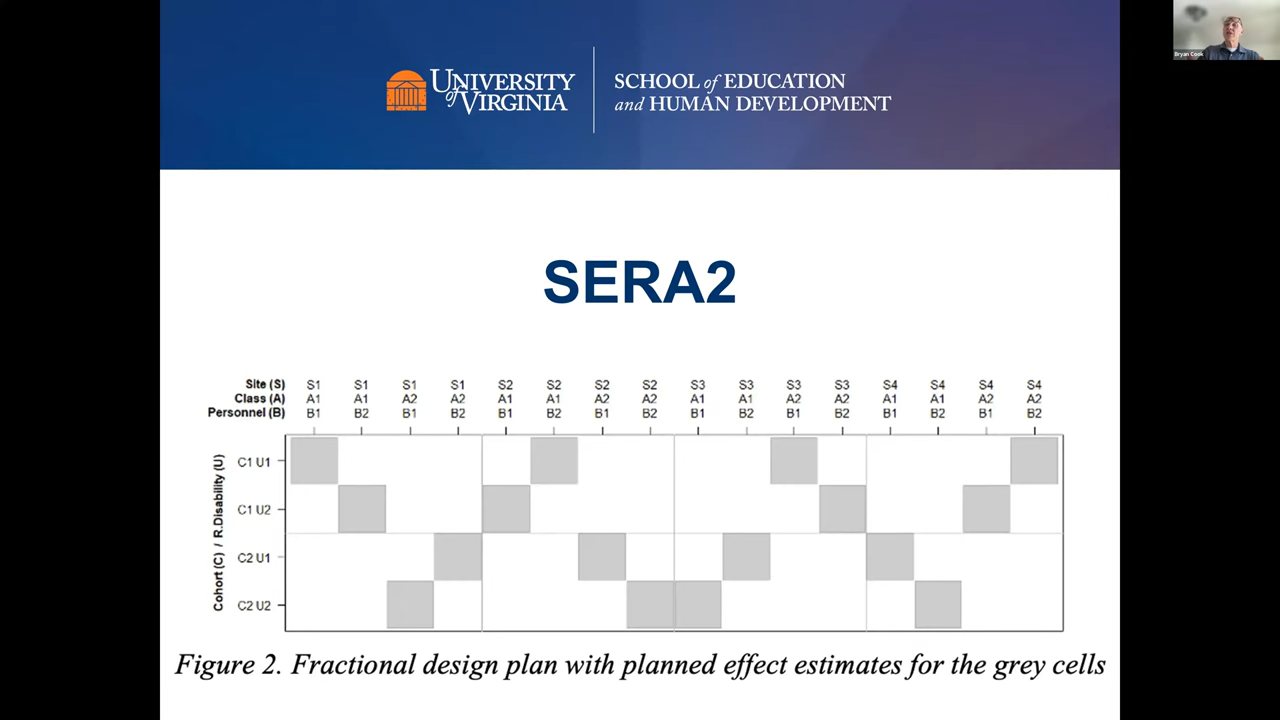 UNIVERSITY of VIRGINIA
SCHOOL of EDUCATION
and HUMAN DEVELOPMENT
Bryan Cook
SERA2
Site (S) S1 S1 S1 S1 S2 S2 S2 S2 S3 S3 S3 S3 S4 S4 S4 S4
Class (A) A1 A1 A2 A2 A1 A1 A2 A2 A1 A1 A2 A2 A1 A1 A2 A2
Personnel (B) B1 B2 B1 B2 B1 B2 B1 B2 B1 B2 B1 B2 B1 B2 B1 B2
Cohort (C) / R.Disability (U)
C1 U1
C1 U2
C2 U1
C2 U2
Figure 2. Fractional design plan with planned effect estimates for the grey cells